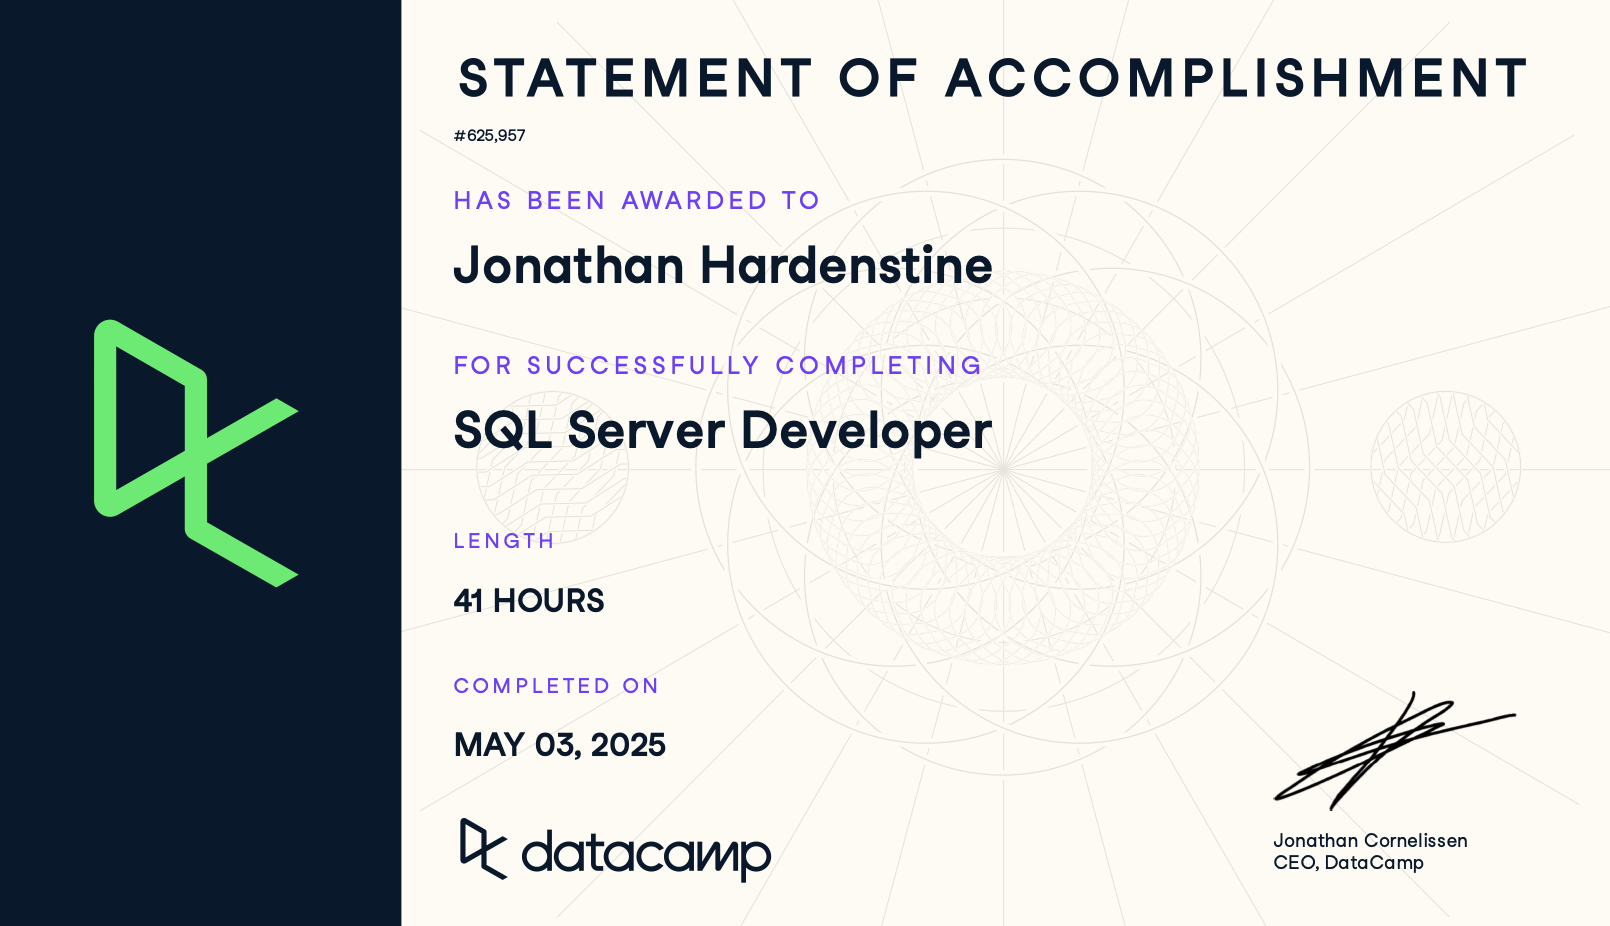 STATEMENT OF ACCOMPLISHMENT
#625,957
HAS BEEN AWARDED TO
Jonathan Hardenstine
FOR SUCCESSFULLY COMPLETING
SQL Server Developer
LENGTH
41 HOURS
COMPLETED ON
MAY 03, 2025
datacamp
Jonathan Cornelissen
CEO, DataCamp